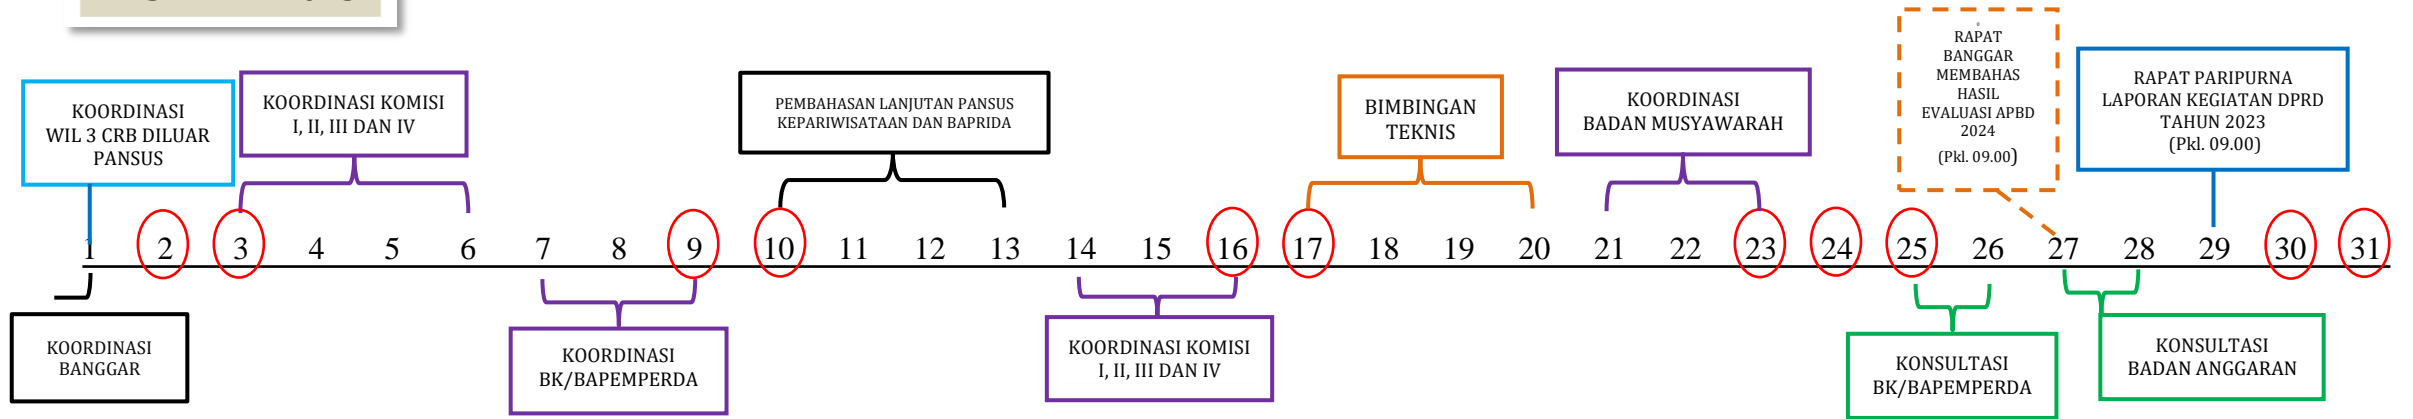 KOORDINASI
WIL 3 CRB DILUAR
PANSUS
KOORDINASI KOMISI
I, II, III DAN IV
PEMBAHASAN LANJUTAN PANSUS
KEPARIWISATAAN DAN BAPRIDA
BIMBINGAN
TEKNIS
KOORDINASI
BADAN MUSYAWARAH
RAPAT
BANGGAR
MEMBAHAS
HASIL
EVALUASI APBD
2024
(Pkl. 09.00)
RAPAT PARIPURNA
LAPORAN KEGIATAN DPRD
TAHUN 2023
(Pkl. 09.00)
1 2 3 4 5 6 7 8 9 10 11 12 13 14 15 16 17 18 19 20 21 22 23 24 25 26 27 28 29 30 31
KOORDINASI
BANGGAR
KOORDINASI
BK/BAPEMPERDA
KOORDINASI KOMISI
I, II, III DAN IV
KONSULTASI
BK/BAPEMPERDA
KONSULTASI
BADAN ANGGARAN